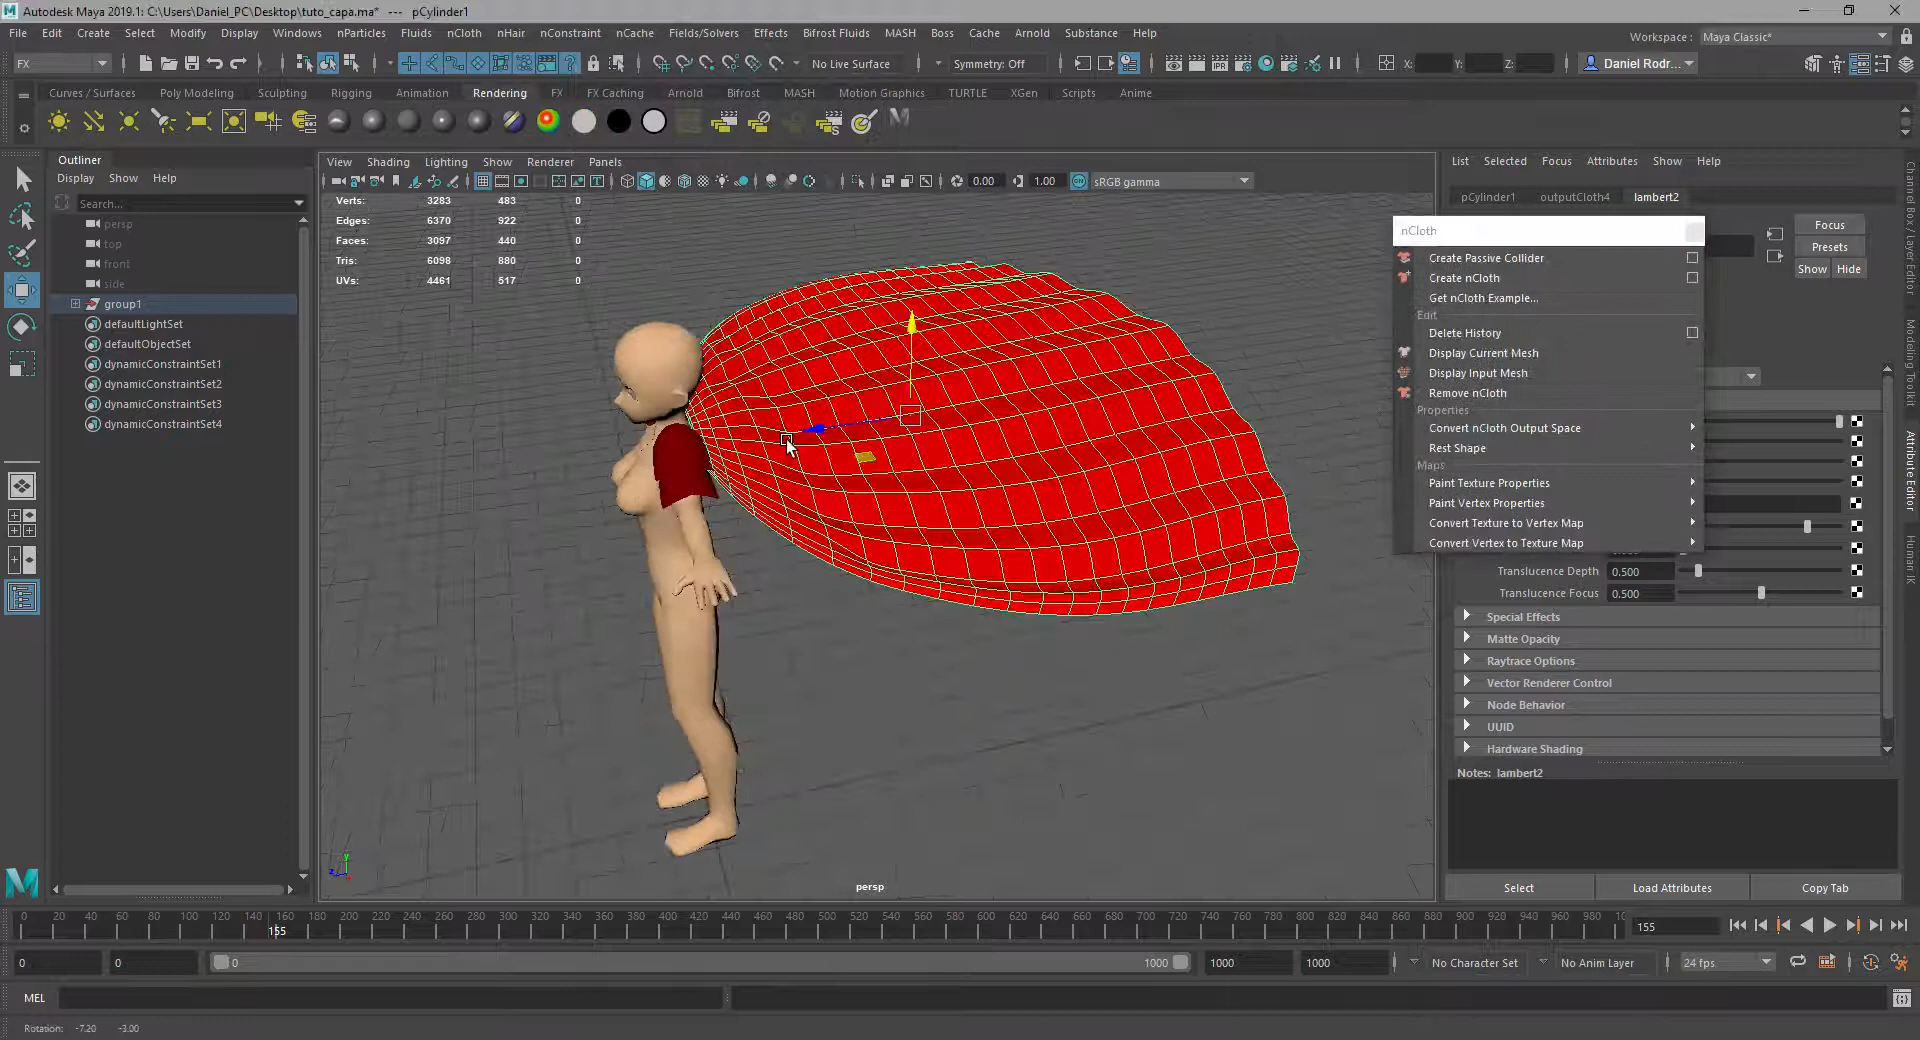 Autodesk Maya 2019.1: C:\Users\Daniel_PC\Desktop\tuto_capa.ma* --- pCylinder1
File Edit Create Select Modify Display Windows nParticles Fluids nCloth nHair nConstraint nCache Fields/Solvers Effects Bifrost Fluids MASH Boss Cache Arnold Substance Help
Workspace : Maya Classic*
FX No Live Surface Symmetry: Off X: Y: Z: Daniel Rodr...
Curves / Surfaces Poly Modeling Sculpting Rigging Animation Rendering FX FX Caching Arnold Bifrost MASH Motion Graphics TURTLE XGen Scripts Anime
Outliner
Display Show Help
Search...
persp
top
front
side
group1
defaultLightSet
defaultObjectSet
dynamicConstraintSet1
dynamicConstraintSet2
dynamicConstraintSet3
dynamicConstraintSet4
View Shading Lighting Show Renderer Panels
0.00 1.00 sRGB gamma
Verts: 3283 483 0
Edges: 6370 922 0
Faces: 3097 440 0
Tris: 6098 880 0
UVs: 4461 517 0
persp
List Selected Focus Attributes Show Help
pCylinder1 outputCloth4 lambert2
Focus
Presets
Show Hide
nCloth
Create Passive Collider
Create nCloth
Get nCloth Example...
Edit
Delete History
Display Current Mesh
Display Input Mesh
Remove nCloth
Properties
Convert nCloth Output Space
Rest Shape
Maps
Paint Texture Properties
Paint Vertex Properties
Convert Texture to Vertex Map
Convert Vertex to Texture Map
Translucence Depth 0.500
Translucence Focus 0.500
Special Effects
Matte Opacity
Raytrace Options
Vector Renderer Control
Node Behavior
UUID
Hardware Shading
Notes: lambert2
Select Load Attributes Copy Tab
Channel Box / Layer Editor
Modeling Toolkit
Attribute Editor
Human IK
0 20 40 60 80 100 120 140 160 180 200 220 240 260 280 300 320 340 360 380 400 420 440 460 480 500 520 540 560 580 600 620 640 660 680 700 720 740 760 780 800 820 840 860 880 900 920 940 960 980 10
155
155
0 0 0 1000 1000 1000 No Character Set No Anim Layer 24 fps
MEL
Rotation: -7.20 -3.00